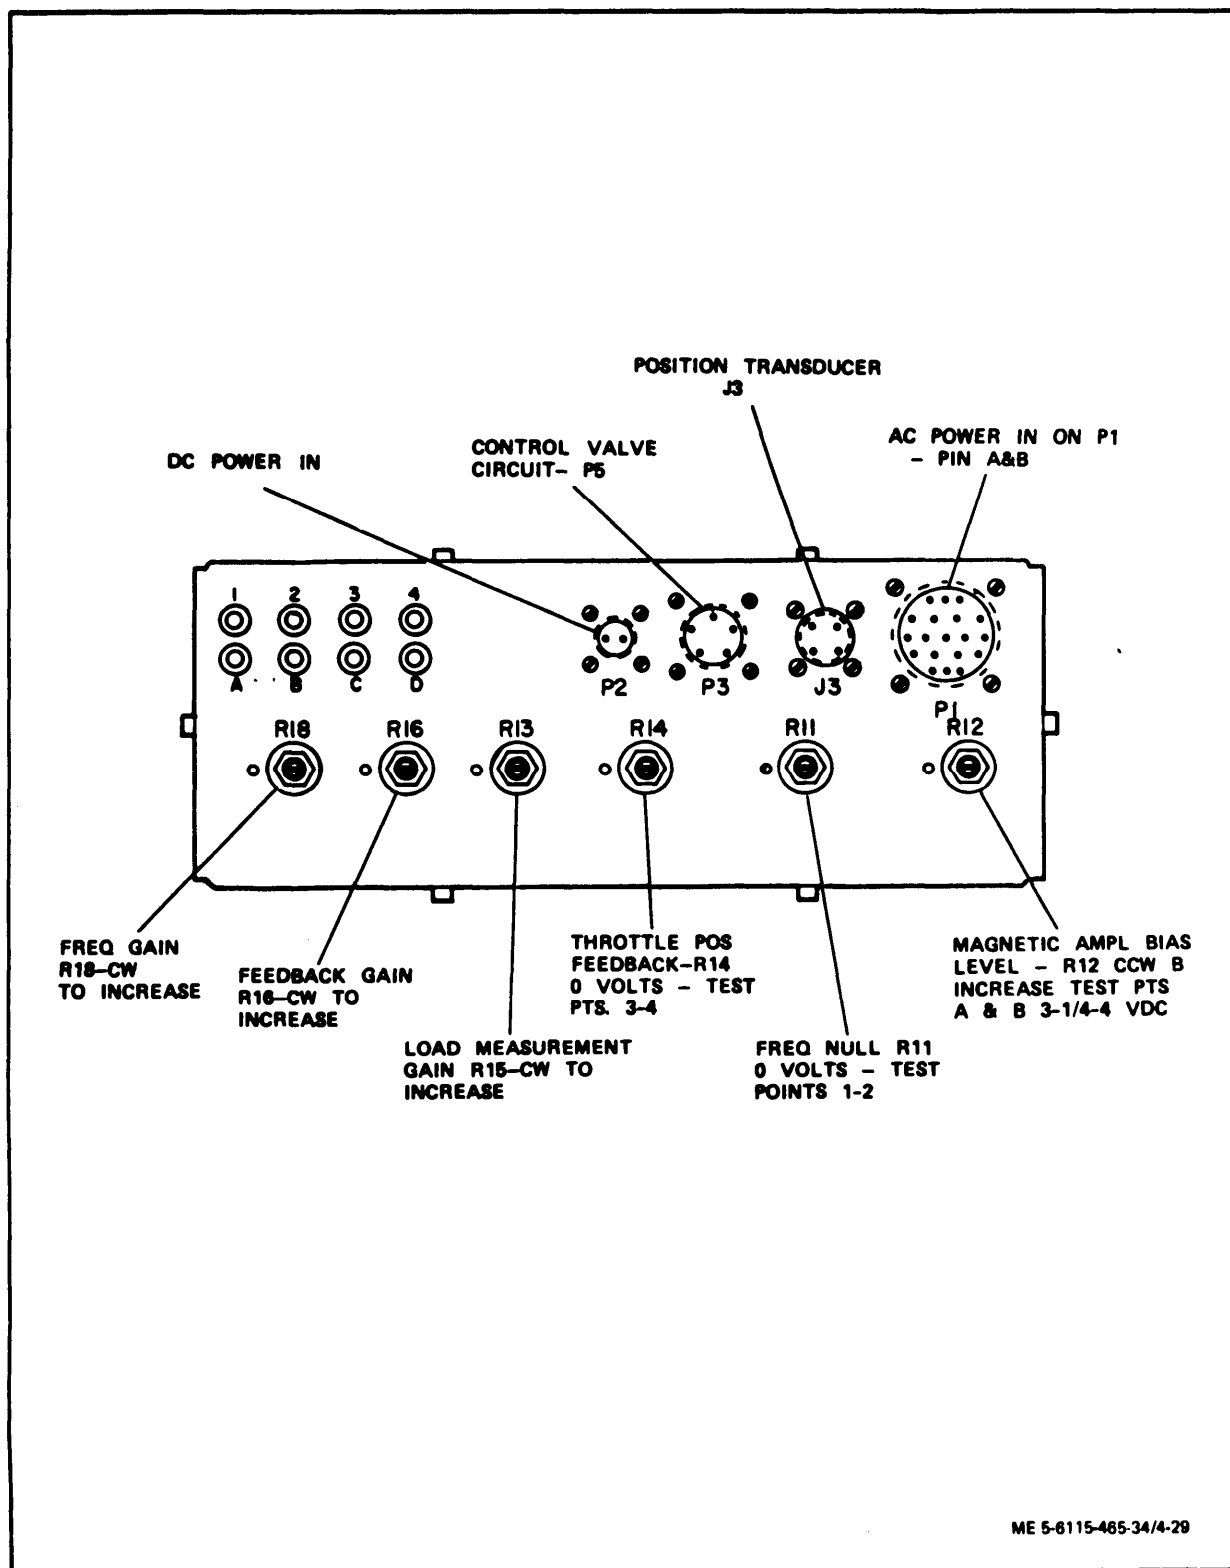 POSITION TRANSDUCER
J3
AC POWER IN ON P1
- PIN A&B
CONTROL VALVE
CIRCUIT- P5
DC POWER IN
1 2 3 4
A B C D
P2 P3 J3 P1
R18 R16 R13 R14 R11 R12
FREQ GAIN
R18-CW
TO INCREASE
FEEDBACK GAIN
R16-CW TO
INCREASE
LOAD MEASUREMENT
GAIN R15-CW TO
INCREASE
THROTTLE POS
FEEDBACK-R14
0 VOLTS - TEST
PTS. 3-4
FREQ NULL R11
0 VOLTS - TEST
POINTS 1-2
MAGNETIC AMPL BIAS
LEVEL - R12 CCW B
INCREASE TEST PTS
A & B 3-1/4-4 VDC
ME 5-6115-465-34/4-29